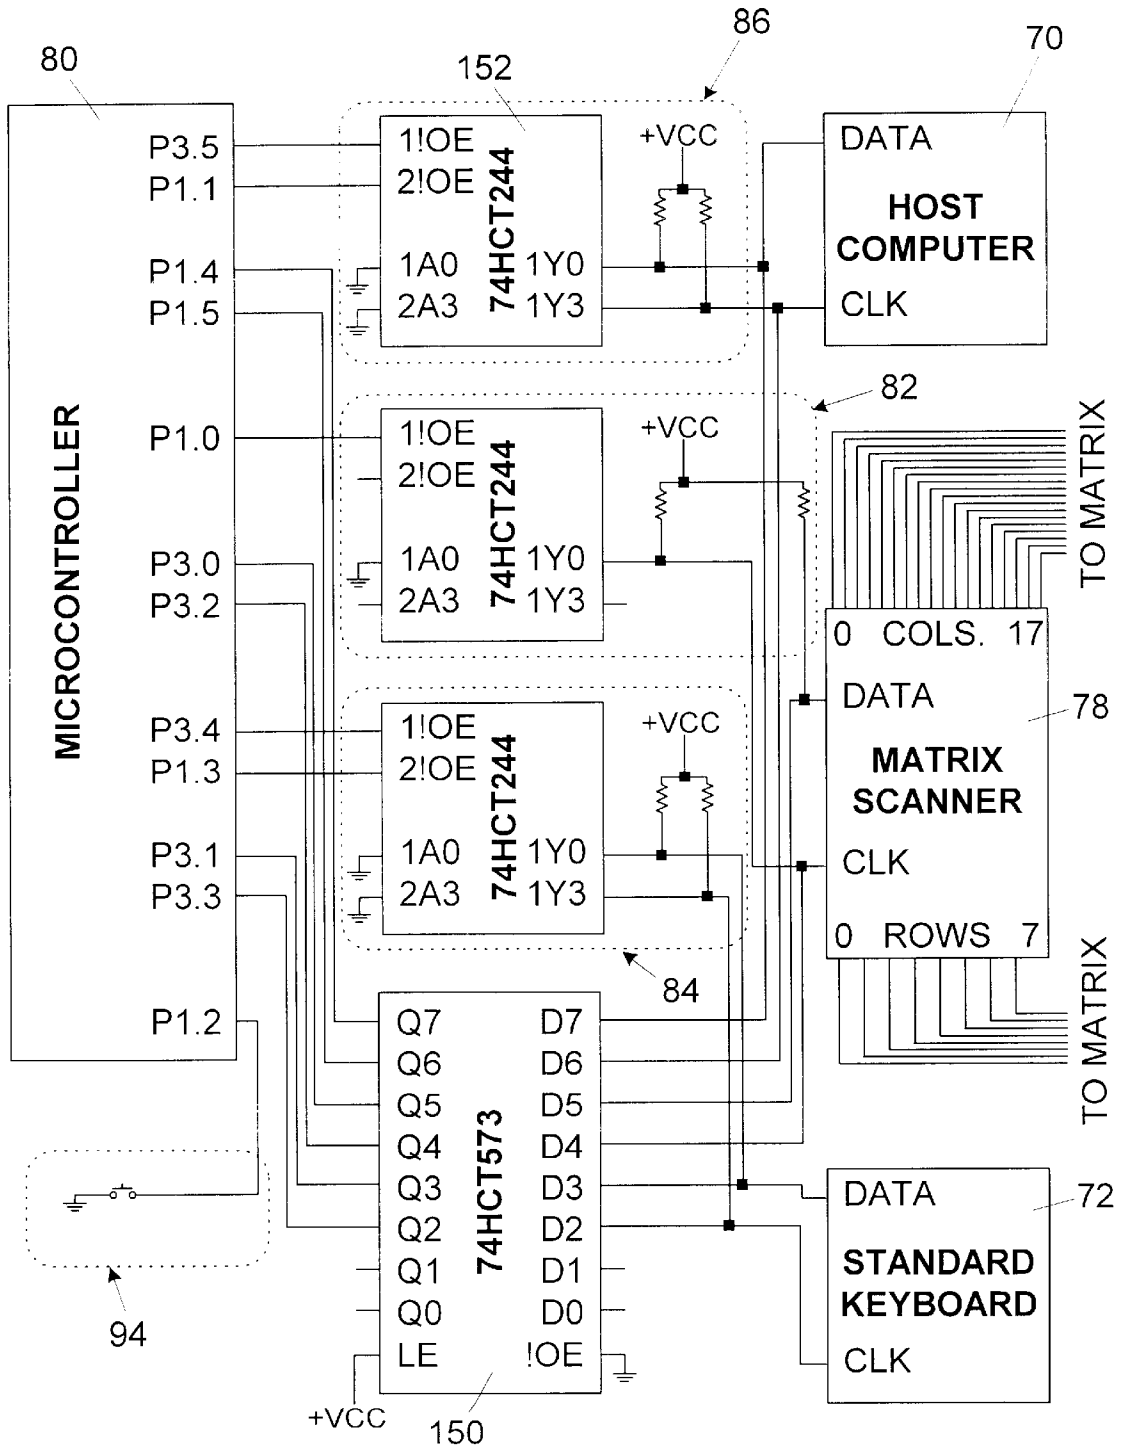 80
152
86
70
MICROCONTROLLER
P3.5
P1.1
P1.4
P1.5
P1.0
P3.0
P3.2
P3.4
P1.3
P3.1
P3.3
P1.2
1!OE
2!OE
1A0
2A3
74HCT244
1Y0
1Y3
+VCC
DATA
HOST
COMPUTER
CLK
82
1!OE
2!OE
1A0
2A3
74HCT244
1Y0
1Y3
+VCC
TO MATRIX
0 COLS. 17
DATA
78
MATRIX
SCANNER
CLK
0 ROWS 7
TO MATRIX
1!OE
2!OE
1A0
2A3
74HCT244
1Y0
1Y3
+VCC
84
Q7
Q6
Q5
Q4
Q3
Q2
Q1
Q0
LE
74HCT573
D7
D6
D5
D4
D3
D2
D1
D0
!OE
+VCC
150
94
DATA
72
STANDARD
KEYBOARD
CLK